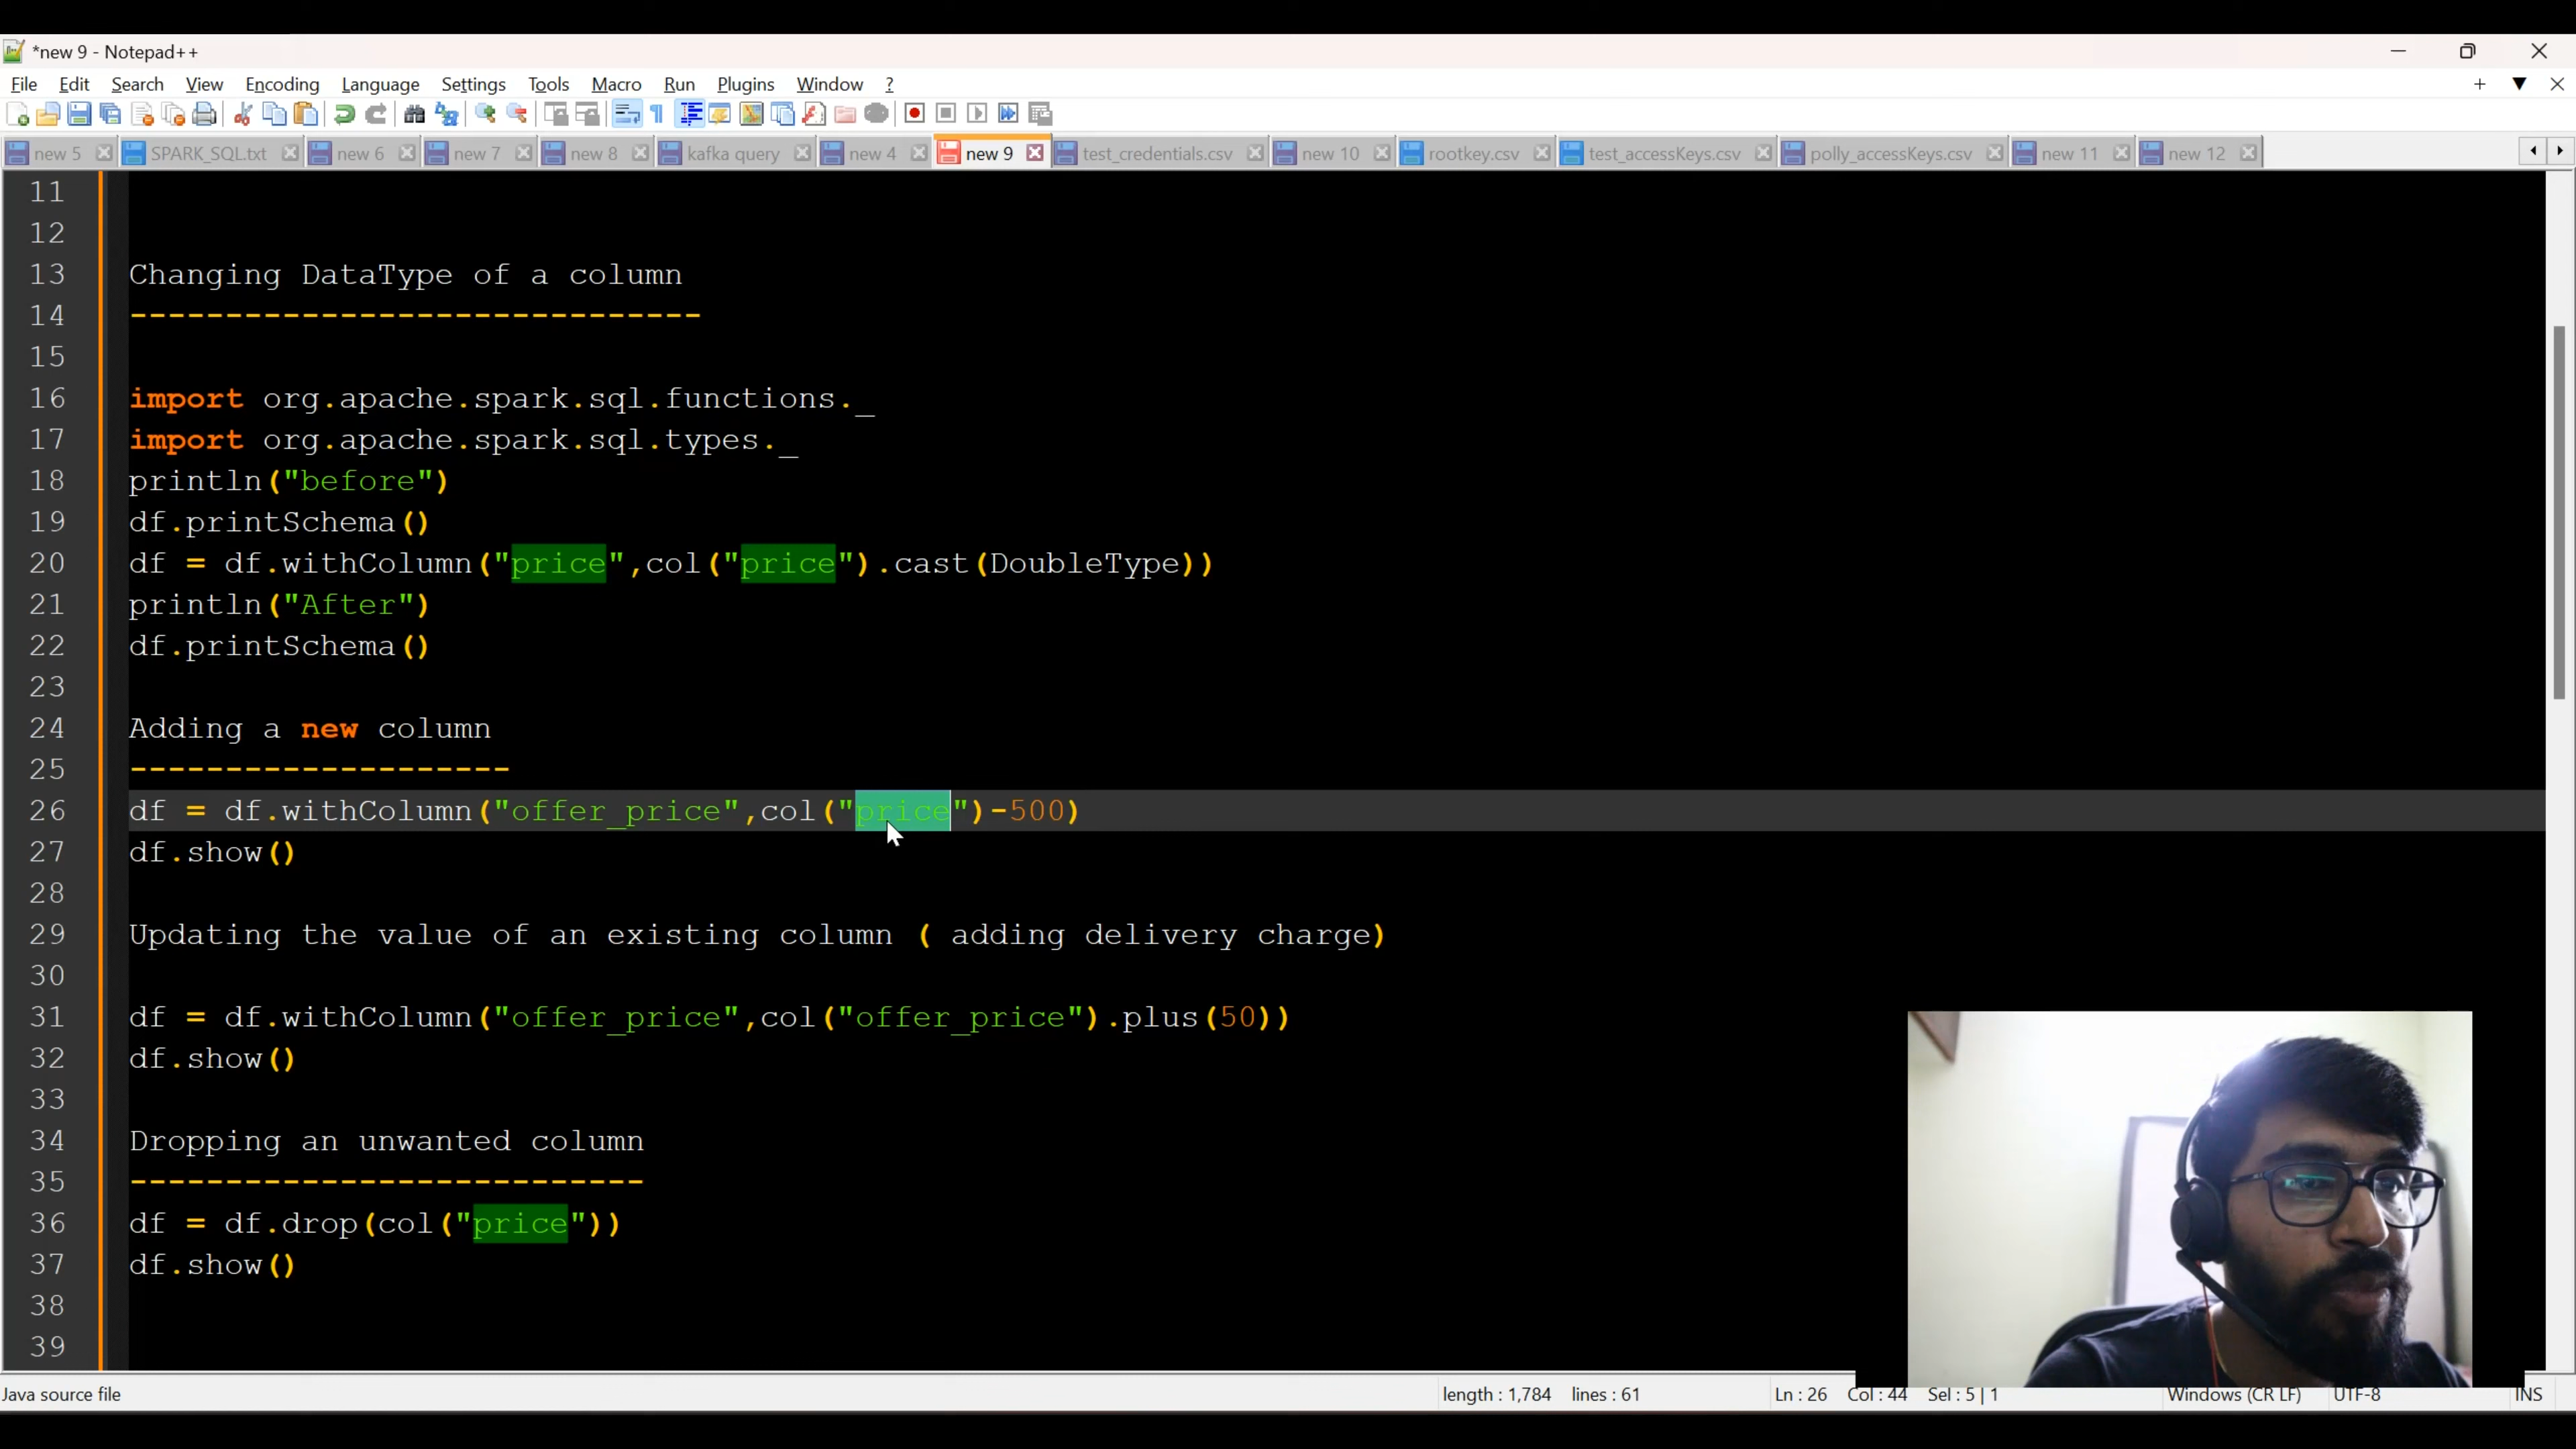 *new 9 - Notepad++
File Edit Search View Encoding Language Settings Tools Macro Run Plugins Window ?
new 5 SPARK_SQL.txt new 6 new 7 new 8 kafka query new 4 new 9 test_credentials.csv new 10 rootkey.csv test_accessKeys.csv polly_accessKeys.csv new 11 new 12
11
12
13 Changing DataType of a column
14 ------------------------------
15
16 import org.apache.spark.sql.functions._
17 import org.apache.spark.sql.types._
18 println("before")
19 df.printSchema()
20 df = df.withColumn("price",col("price").cast(DoubleType))
21 println("After")
22 df.printSchema()
23
24 Adding a new column
25 --------------------
26 df = df.withColumn("offer_price",col("price")-500)
27 df.show()
28
29 Updating the value of an existing column ( adding delivery charge)
30
31 df = df.withColumn("offer_price",col("offer_price").plus(50))
32 df.show()
33
34 Dropping an unwanted column
35 ---------------------------
36 df = df.drop(col("price"))
37 df.show()
38
39
Java source file length : 1,784 lines : 61 Ln : 26 Col : 44 Sel : 5 | 1 Windows (CR LF) UTF-8 INS